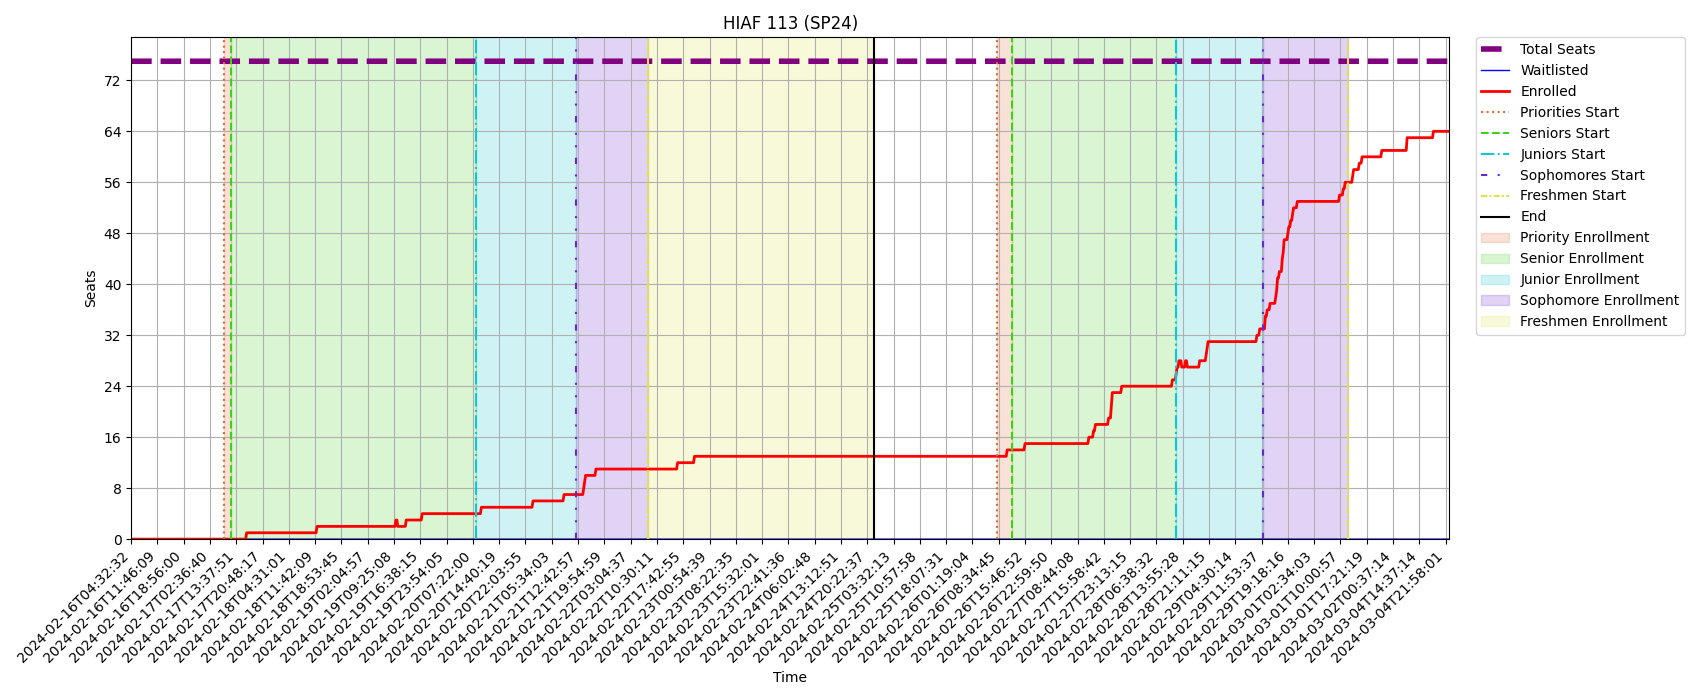 HIAF 113 (SP24)
Seats
72
64
56
48
40
32
24
16
8
0
2024-02-16T04:32:32
2024-02-16T11:46:09
2024-02-16T18:56:00
2024-02-17T02:36:40
2024-02-17T13:37:51
2024-02-17T20:48:17
2024-02-18T04:31:01
2024-02-18T11:42:09
2024-02-18T18:53:45
2024-02-19T02:04:57
2024-02-19T09:25:08
2024-02-19T16:38:15
2024-02-19T23:54:05
2024-02-20T07:22:00
2024-02-20T14:40:19
2024-02-20T22:03:55
2024-02-21T05:34:03
2024-02-21T12:42:57
2024-02-21T19:54:59
2024-02-22T03:04:37
2024-02-22T10:30:11
2024-02-22T17:42:55
2024-02-23T00:54:39
2024-02-23T08:22:35
2024-02-23T15:32:01
2024-02-23T22:41:36
2024-02-24T06:02:48
2024-02-24T13:12:51
2024-02-24T20:22:37
2024-02-25T03:32:13
2024-02-25T10:57:58
2024-02-25T18:07:31
2024-02-26T01:19:04
2024-02-26T08:34:45
2024-02-26T15:46:52
2024-02-26T22:59:50
2024-02-27T08:44:08
2024-02-27T15:58:42
2024-02-27T23:13:15
2024-02-28T06:38:32
2024-02-28T13:55:28
2024-02-28T21:11:15
2024-02-29T04:30:14
2024-02-29T11:53:37
2024-02-29T19:18:16
2024-03-01T02:34:03
2024-03-01T10:00:57
2024-03-01T17:21:19
2024-03-02T00:37:14
2024-03-04T14:37:14
2024-03-04T21:58:01
Time
Total Seats
Waitlisted
Enrolled
Priorities Start
Seniors Start
Juniors Start
Sophomores Start
Freshmen Start
End
Priority Enrollment
Senior Enrollment
Junior Enrollment
Sophomore Enrollment
Freshmen Enrollment